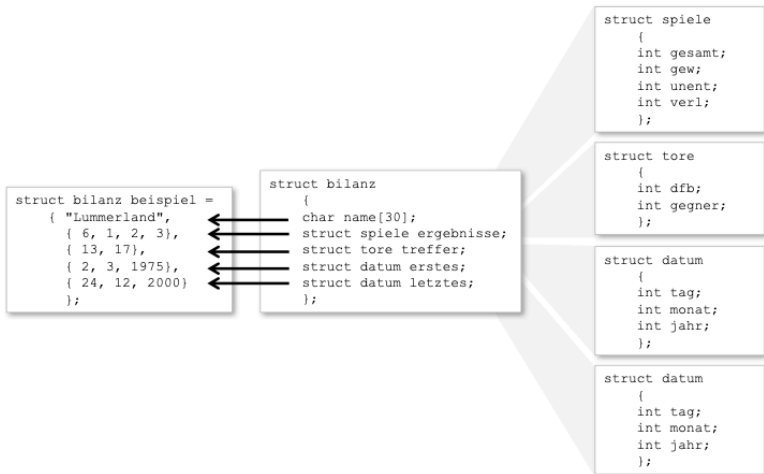 struct bilanz beispiel =
{ "Lummerland",
{ 6, 1, 2, 3},
{ 13, 17},
{ 2, 3, 1975},
{ 24, 12, 2000}
};
struct bilanz
{
char name[30];
struct spiele ergebnisse;
struct tore treffer;
struct datum erstes;
struct datum letztes;
};
struct spiele
{
int gesamt;
int gew;
int unent;
int verl;
};
struct tore
{
int dfb;
int gegner;
};
struct datum
{
int tag;
int monat;
int jahr;
};
struct datum
{
int tag;
int monat;
int jahr;
};